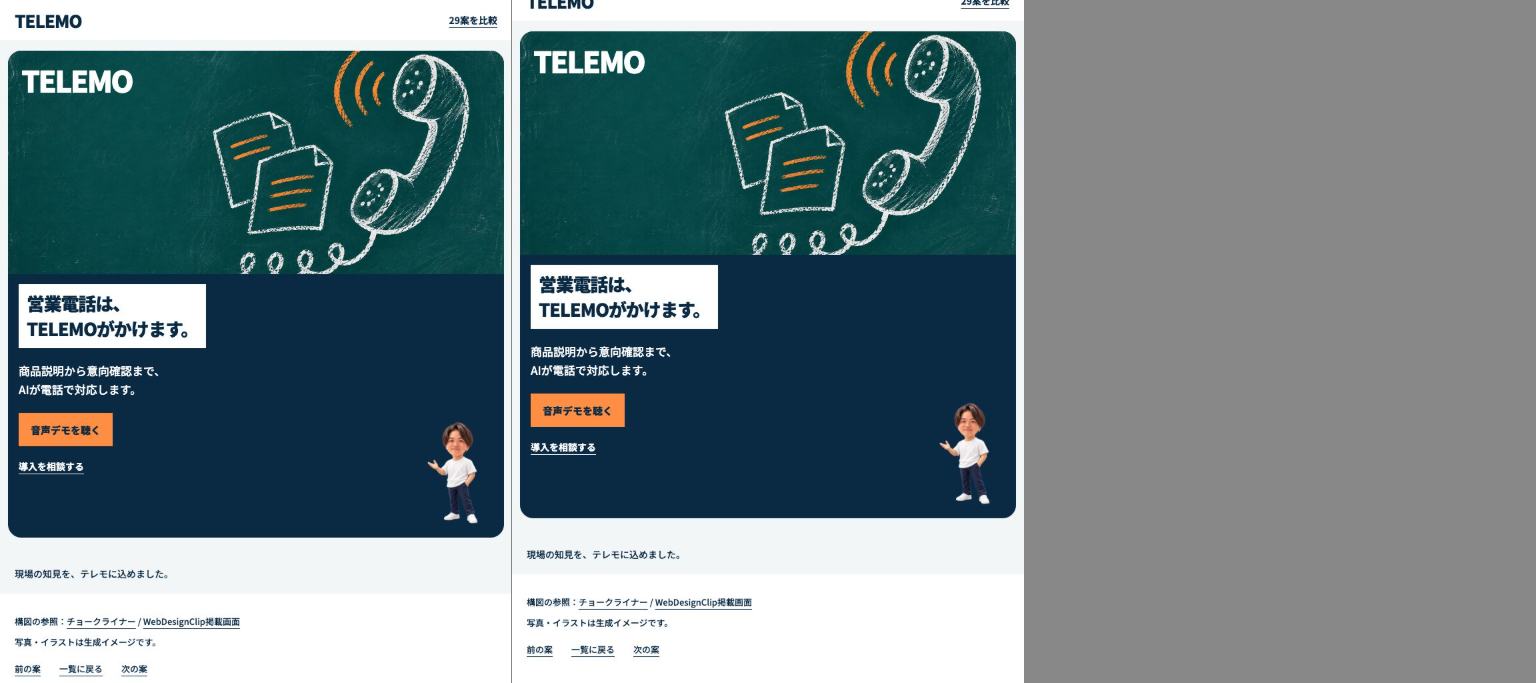 TELEMO
29案を比較
TELEMO
営業電話は、
TELEMOがかけます。
商品説明から意向確認まで、
AIが電話で対応します。
音声デモを聴く
導入を相談する
現場の知見を、テレモに込めました。
構図の参照：チョークライナー / WebDesignClip掲載画面
写真・イラストは生成イメージです。
前の案 一覧に戻る 次の案
TELEMO
29案を比較
TELEMO
営業電話は、
TELEMOがかけます。
商品説明から意向確認まで、
AIが電話で対応します。
音声デモを聴く
導入を相談する
現場の知見を、テレモに込めました。
構図の参照：チョークライナー / WebDesignClip掲載画面
写真・イラストは生成イメージです。
前の案 一覧に戻る 次の案